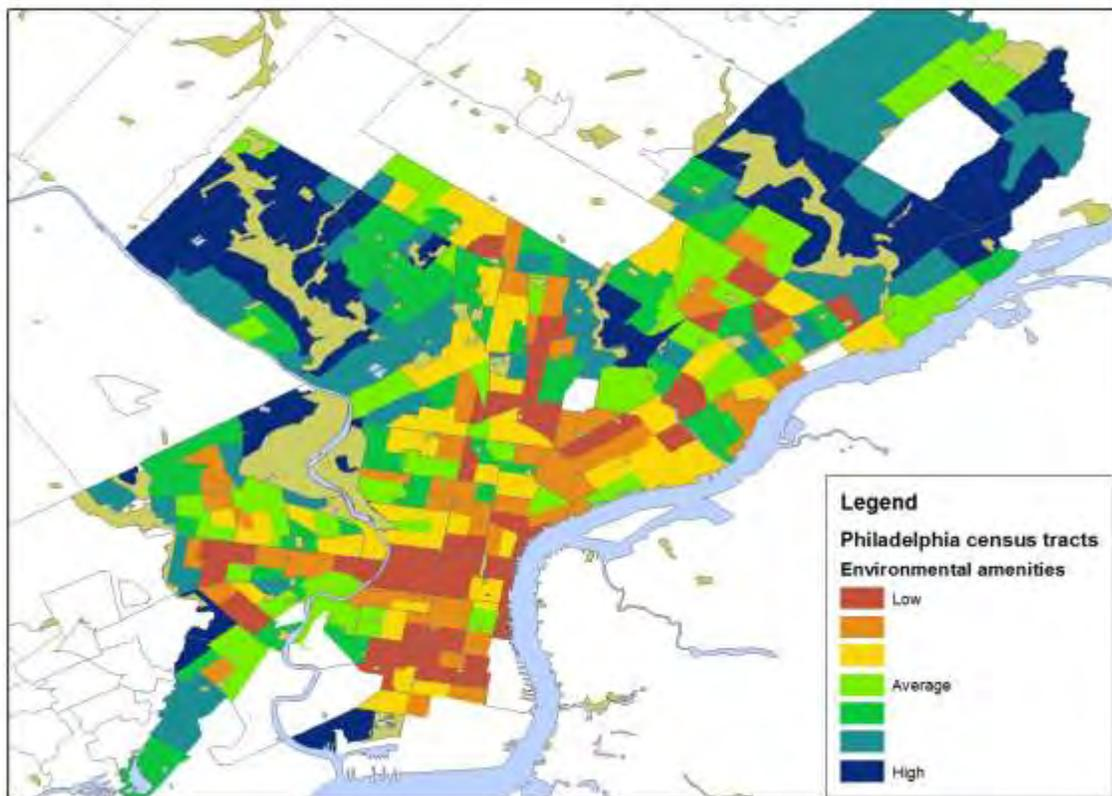 Legend
Philadelphia census tracts
Environmental amenities
Low
Average
High